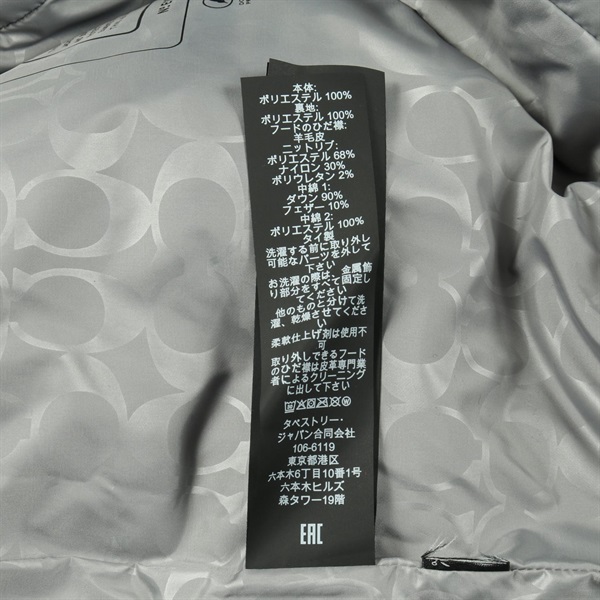 本体:
ポリエステル 100%
裏地:
ポリエステル 100%
フードのひだ襟:
羊毛皮
ニットリブ:
ポリエステル 68%
ナイロン 30%
ポリウレタン 2%
中綿 1:
ダウン 90%
フェザー 10%
中綿 2:
ポリエステル 100%
タイ製
洗濯する前に取り外し
可能なパーツを外して
下さい
お洗濯の際は、金属飾
り部分をすべて固定し
てください
他のものと分けて洗
濯、乾燥させてくださ
い
柔軟仕上げ剤は使用不
可
取り外しできるフード
のひだ襟は皮革専門業
者によるクリーニング
に出して下さい
タペストリー・
ジャパン合同会社
106-6119
東京都港区
六本木6丁目10番1号
六本木ヒルズ
森タワー19階
EAC